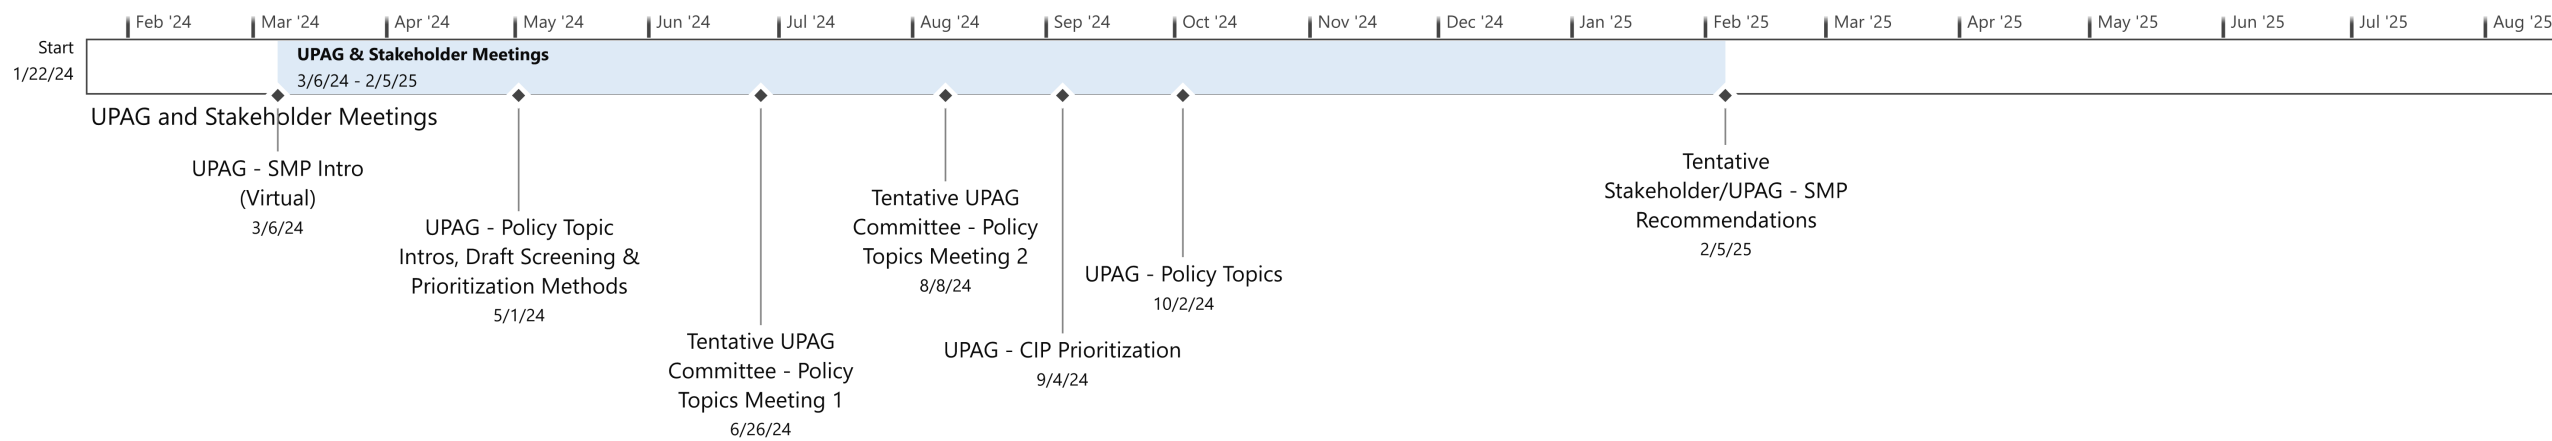 Feb '24
Mar '24
Apr '24
May '24
Jun '24
Jul '24
Aug '24
Sep '24
Oct '24
Nov '24
Dec '24
Jan '25
Feb '25
Mar '25
Apr '25
May '25
Jun '25
Jul '25
Aug '25
Start
1/22/24
UPAG & Stakeholder Meetings
3/6/24 - 2/5/25
UPAG and Stakeholder Meetings
UPAG - SMP Intro
(Virtual)
3/6/24
UPAG - Policy Topic
Intros, Draft Screening &
Prioritization Methods
5/1/24
Tentative UPAG
Committee - Policy
Topics Meeting 1
6/26/24
Tentative UPAG
Committee - Policy
Topics Meeting 2
8/8/24
UPAG - CIP Prioritization
9/4/24
UPAG - Policy Topics
10/2/24
Tentative
Stakeholder/UPAG - SMP
Recommendations
2/5/25